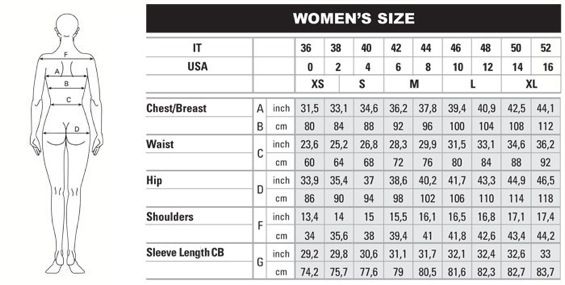 WOMEN'S SIZE
IT 36 38 40 42 44 46 48 50 52
USA 0 2 4 6 8 10 12 14 16
XS S M L XL
Chest/Breast A inch 31,5 33,1 34,6 36,2 37,8 39,4 40,9 42,5 44,1
B cm 80 84 88 92 96 100 104 108 112
Waist C inch 23,6 25,2 26,8 28,3 29,9 31,5 33,1 34,6 36,2
cm 60 64 68 72 76 80 84 88 92
Hip D inch 33,9 35,4 37 38,6 40,2 41,7 43,3 44,9 46,5
cm 86 90 94 98 102 106 110 114 118
Shoulders F inch 13,4 14 15 15,5 16,1 16,5 16,8 17,1 17,4
cm 34 35,6 38 39,4 41 41,8 42,6 43,4 44,2
Sleeve Length CB G inch 29,2 29,8 30,6 31,1 31,7 32,1 32,4 32,6 33
cm 74,2 75,7 77,6 79 80,5 81,6 82,3 82,7 83,7
F
A
B
C
D